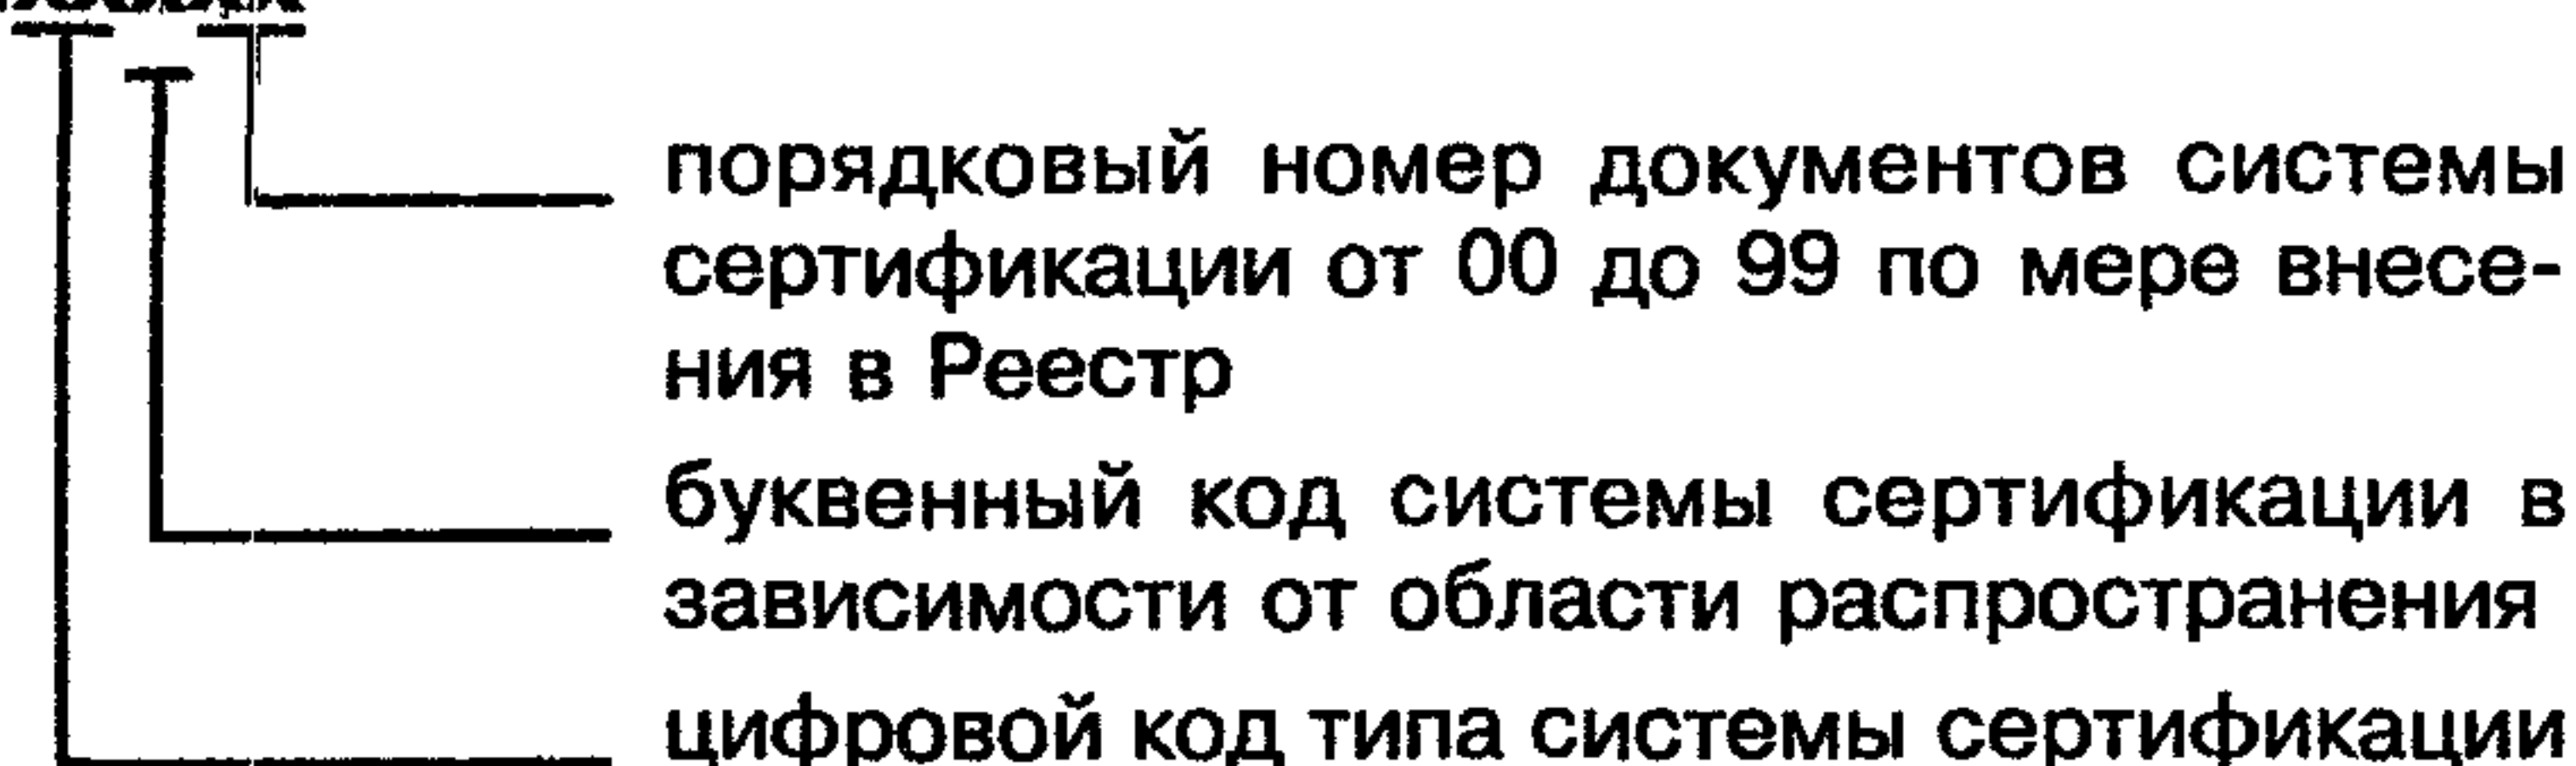 порядковый номер документов системы
сертификации от 00 до 99 по мере внесе-
ния в Реестр
буквенный код системы сертификации в
зависимости от области распространения
цифровой код типа системы сертификации